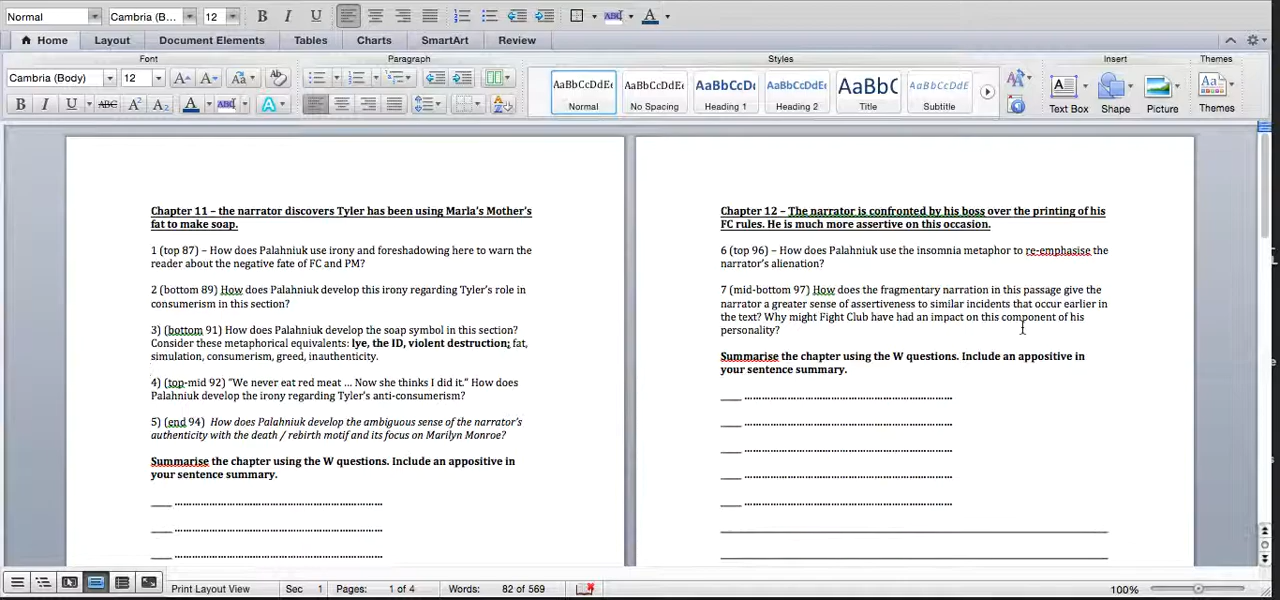 Normal Cambria (B... 12 B I U ABC A
Home Layout Document Elements Tables Charts SmartArt Review
Font Paragraph Styles Insert Themes
Cambria (Body) 12 A A Aa Abc AaBbCcDdEe AaBbCcDdEe AaBbCcDc AaBbCcDdEe AaBbC AaBbCcDdEe A Aa
B I U ABC A² A₂ A ABC A Normal No Spacing Heading 1 Heading 2 Title Subtitle Text Box Shape Picture Themes
Chapter 11 – the narrator discovers Tyler has been using Marla's Mother's
fat to make soap.
1 (top 87) – How does Palahniuk use irony and foreshadowing here to warn the
reader about the negative fate of FC and PM?
2 (bottom 89) How does Palahniuk develop this irony regarding Tyler's role in
consumerism in this section?
3) (bottom 91) How does Palahniuk develop the soap symbol in this section?
Consider these metaphorical equivalents: lye, the ID, violent destruction; fat,
simulation, consumerism, greed, inauthenticity.
4) (top-mid 92) "We never eat red meat ... Now she thinks I did it." How does
Palahniuk develop the irony regarding Tyler's anti-consumerism?
5) (end 94) How does Palahniuk develop the ambiguous sense of the narrator's
authenticity with the death / rebirth motif and its focus on Marilyn Monroe?
Summarise the chapter using the W questions. Include an appositive in
your sentence summary.
Chapter 12 – The narrator is confronted by his boss over the printing of his
FC rules. He is much more assertive on this occasion.
6 (top 96) – How does Palahniuk use the insomnia metaphor to re-emphasise the
narrator's alienation?
7 (mid-bottom 97) How does the fragmentary narration in this passage give the
narrator a greater sense of assertiveness to similar incidents that occur earlier in
the text? Why might Fight Club have had an impact on this component of his
personality?
Summarise the chapter using the W questions. Include an appositive in
your sentence summary.
Print Layout View Sec 1 Pages: 1 of 4 Words: 82 of 569 100%